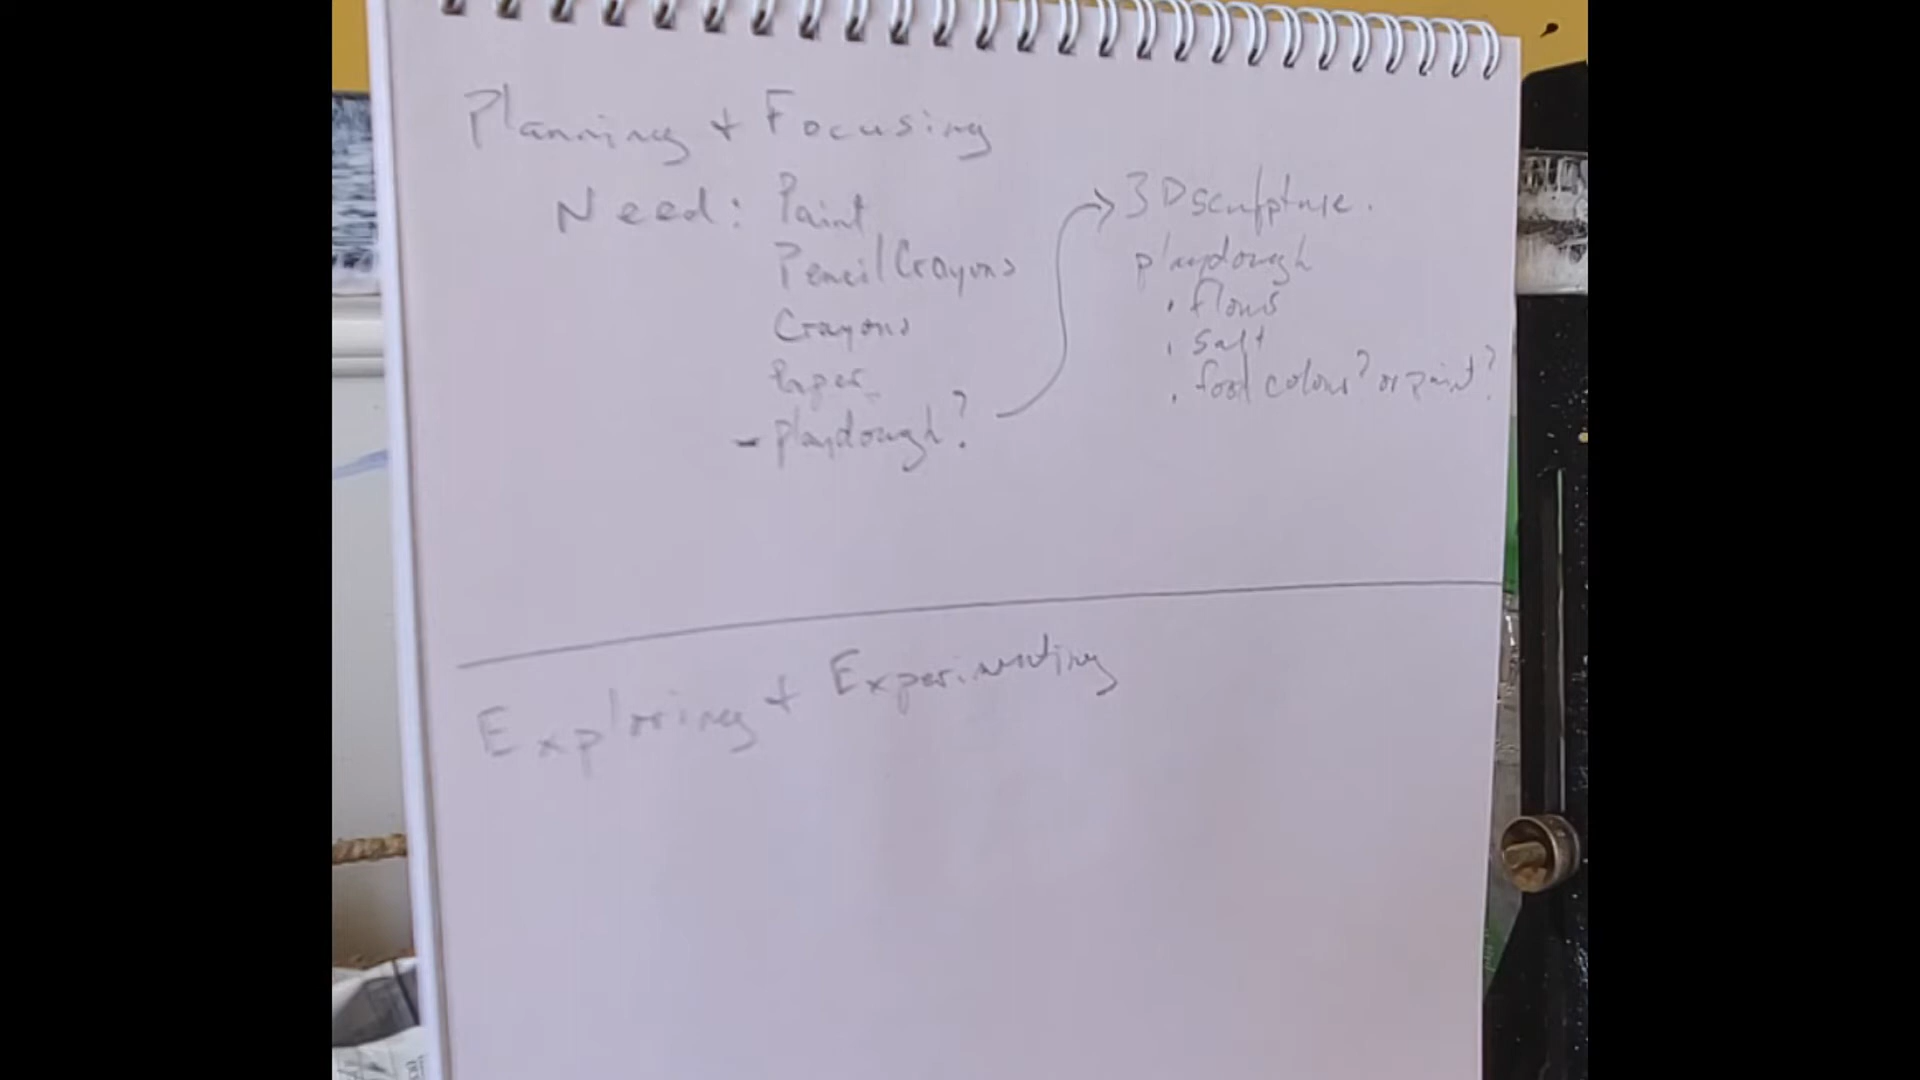 Planning + Focusing
Need: Paint
Pencil Crayons
Crayons
Paper
- Playdough?
3D sculpture.
playdough
. flour
. salt
. food colour? or paint?
Exploring + Experimenting